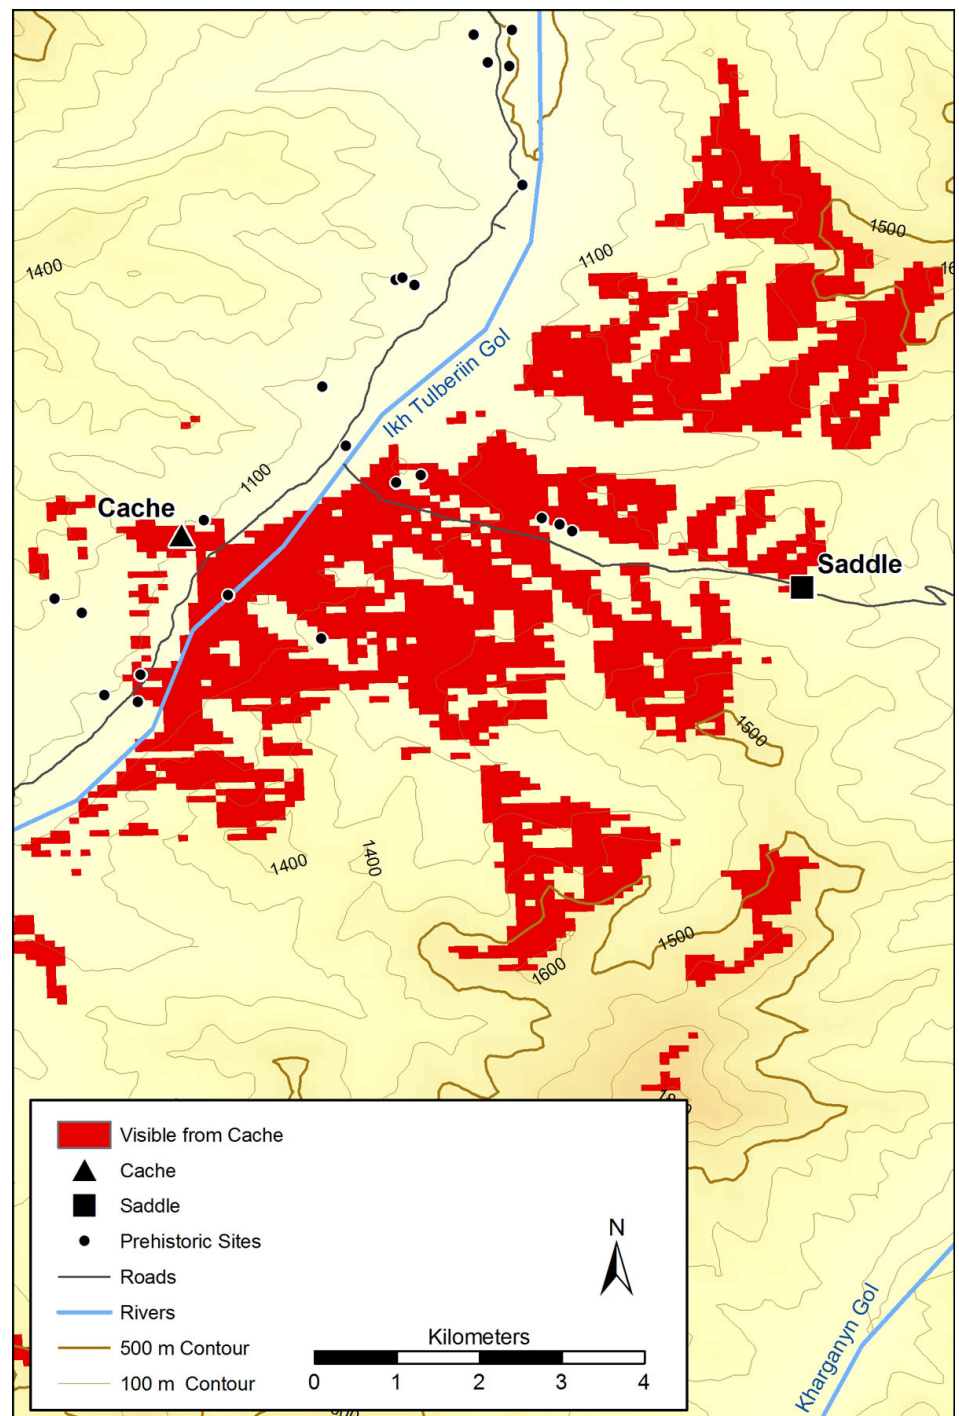 1500
1400
1100
16
Ikh Tulberiin Gol
1100
Cache
Saddle
1500
1400
1400
1500
1600
Visible from Cache
Cache
Saddle
Prehistoric Sites
Roads
Rivers
500 m Contour
100 m Contour
N
Kilometers
0 1 2 3 4
Kharganyn Gol